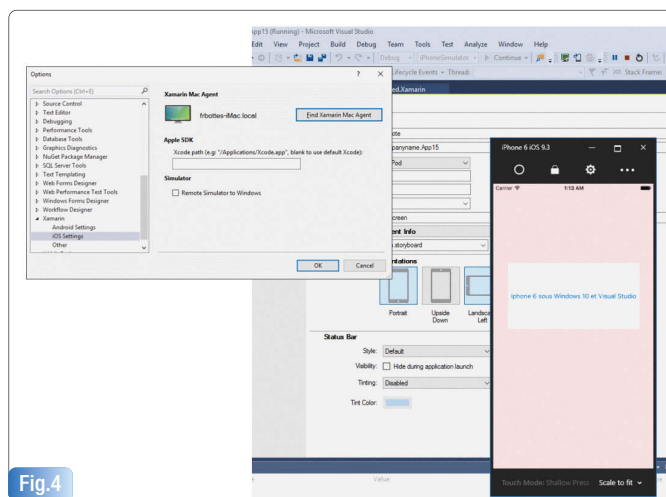 App15 (Running) - Microsoft Visual Studio
Edit View Project Build Debug Team Tools Test Analyze Window Help
Debug iPhoneSimulator Continue
Lifecycle Events Thread: Stack Frame:
ed.Xamarin
ote
panyname.App15
Pod
creen
ent Info
.storyboard
ntations
Portrait
Upside Down
Landsca Left
Status Bar
Style: Default
Visibility: Hide during application launch
Tinting: Disabled
Tint Color:
Value
Options
Search Options (Ctrl+E)
Source Control
Text Editor
Debugging
Performance Tools
Database Tools
Graphics Diagnostics
NuGet Package Manager
SQL Server Tools
Text Templating
Web Forms Designer
Web Performance Test Tools
Windows Forms Designer
Workflow Designer
Xamarin
Android Settings
iOS Settings
Other
Xamarin Mac Agent
frbottes-iMac.local
Find Xamarin Mac Agent
Apple SDK
Xcode path (e.g: "/Applications/Xcode.app", blank to use default Xcode):
Simulator
Remote Simulator to Windows
OK Cancel
iPhone 6 iOS 9.3
Carrier 1:13 AM
iphone 6 sous Windows 10 et Visual Studio
Touch Mode: Shallow Press Scale to fit
Fig.4